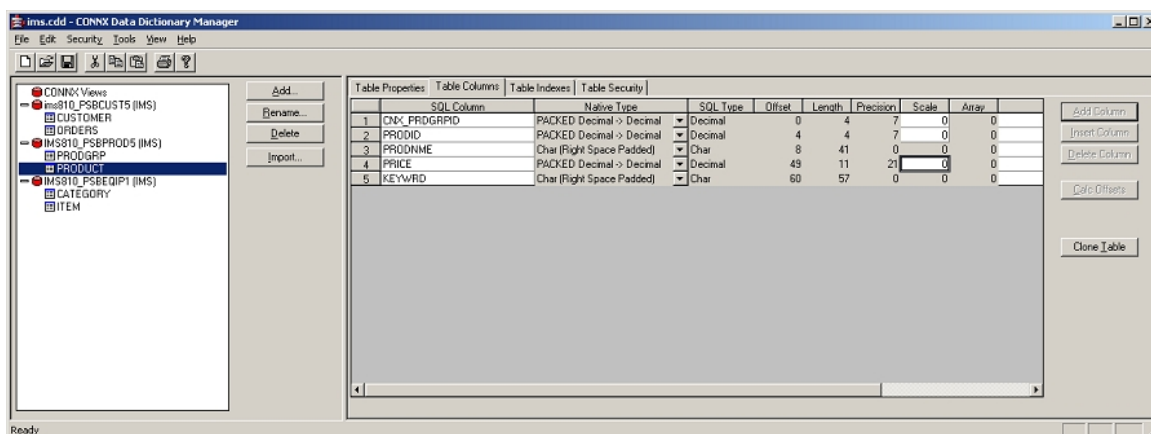 ims.cdd - CONNX Data Dictionary Manager
File Edit Security Tools View Help
CONNX Views
ims810_PSBCUST5 (IMS)
CUSTOMER
ORDERS
IMS810_PSBPROD5 (IMS)
PRODGRP
PRODUCT
IMS810_PSBEQIP1 (IMS)
CATEGORY
ITEM
Add...
Rename...
Delete
Import...
Table Properties Table Columns Table Indexes Table Security
SQL Column Native Type SQL Type Offset Length Precision Scale Array
1 CNX_PRDGRPID PACKED Decimal -> Decimal Decimal 0 4 7 0 0
2 PRODID PACKED Decimal -> Decimal Decimal 4 4 7 0 0
3 PRODNME Char (Right Space Padded) Char 8 41 0 0 0
4 PRICE PACKED Decimal -> Decimal Decimal 49 11 21 0 0
5 KEYWRD Char (Right Space Padded) Char 60 57 0 0 0
Add Column
Insert Column
Delete Column
Calc Offsets
Clone Table
Ready